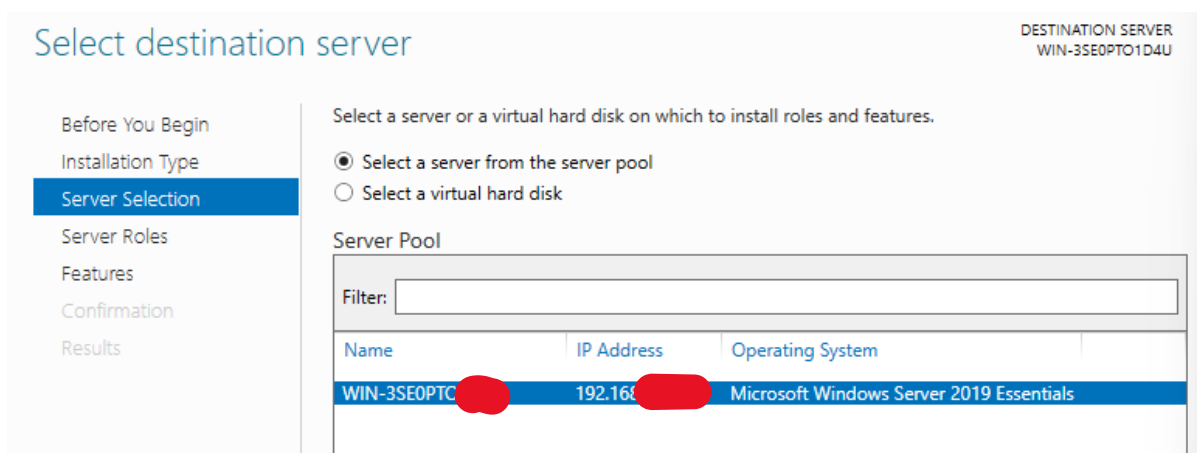 Select destination server
DESTINATION SERVER
WIN-3SE0PTO1D4U
Before You Begin
Installation Type
Server Selection
Server Roles
Features
Confirmation
Results
Select a server or a virtual hard disk on which to install roles and features.
Select a server from the server pool
Select a virtual hard disk
Server Pool
Filter:
Name IP Address Operating System
WIN-3SE0PTO 192.168 Microsoft Windows Server 2019 Essentials